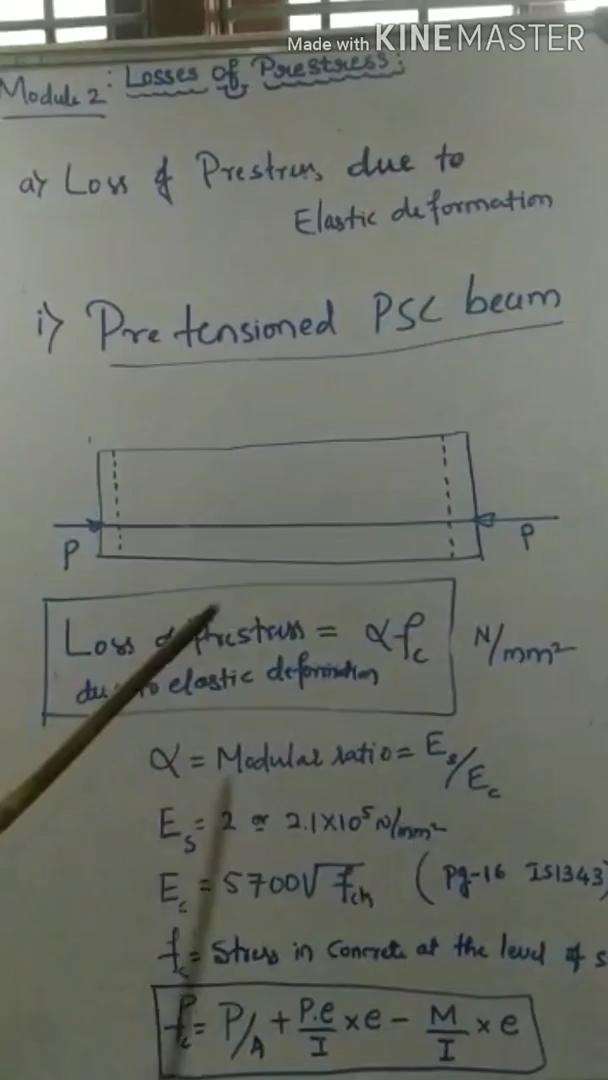 Made with KINEMASTER
Module 2: Losses of Prestress:
a) Loss of Prestress due to
Elastic deformation
i) Pretensioned PSC beam
P P
Loss Prestress = αfc N/mm²
due to elastic deformation
α = Modular ratio = Es/Ec
Es = 2 or 2.1×10⁵ N/mm²
Ec = 5700√fck (Pg-16 IS1343)
fc = Stress in Concrete at the level of s
fc = P/A + P.e/I × e - M/I × e